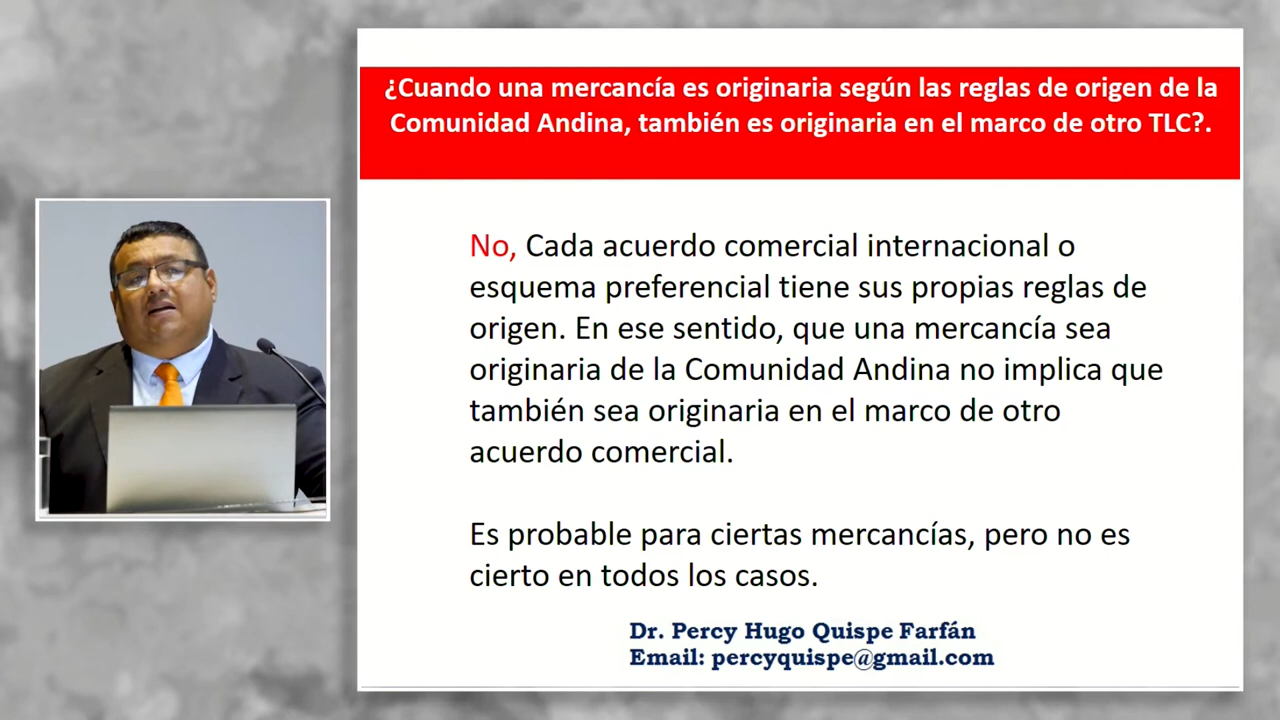 ¿Cuando una mercancía es originaria según las reglas de origen de la
Comunidad Andina, también es originaria en el marco de otro TLC?.
No, Cada acuerdo comercial internacional o
esquema preferencial tiene sus propias reglas de
origen. En ese sentido, que una mercancía sea
originaria de la Comunidad Andina no implica que
también sea originaria en el marco de otro
acuerdo comercial.
Es probable para ciertas mercancías, pero no es
cierto en todos los casos.
Dr. Percy Hugo Quispe Farfán
Email: percyquispe@gmail.com